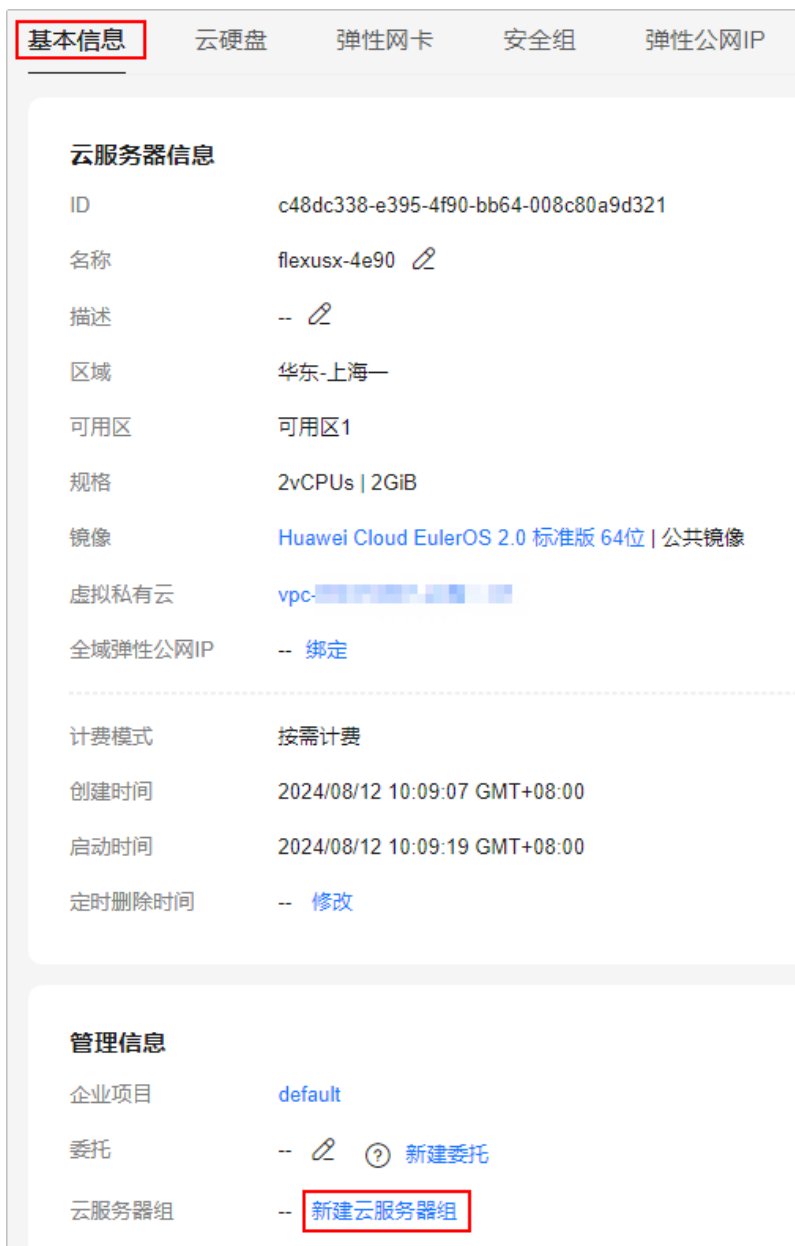 基本信息 云硬盘 弹性网卡 安全组 弹性公网IP
云服务器信息
ID c48dc338-e395-4f90-bb64-008c80a9d321
名称 flexusx-4e90
描述 --
区域 华东-上海一
可用区 可用区1
规格 2vCPUs | 2GiB
镜像 Huawei Cloud EulerOS 2.0 标准版 64位 | 公共镜像
虚拟私有云 vpc-
全域弹性公网IP -- 绑定
计费模式 按需计费
创建时间 2024/08/12 10:09:07 GMT+08:00
启动时间 2024/08/12 10:09:19 GMT+08:00
定时删除时间 -- 修改
管理信息
企业项目 default
委托 -- ? 新建委托
云服务器组 -- 新建云服务器组